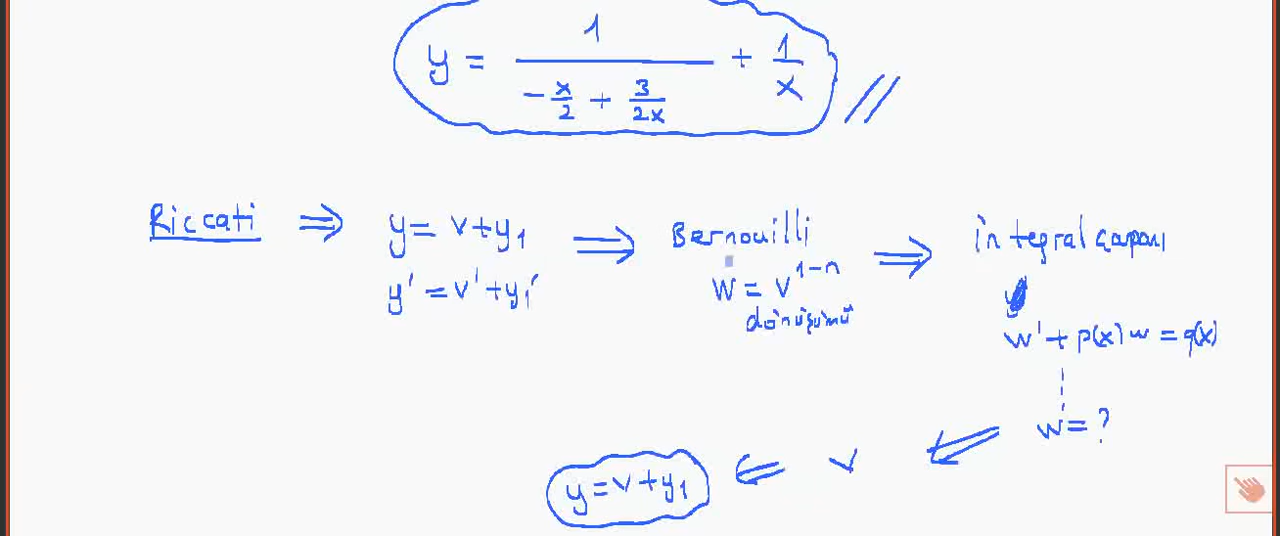 y = 1 / (-x/2 + 3/2x) + 1/x //
Riccati ⇒ y = v + y₁ ⇒ Bernouilli ⇒ integral çarpanı
y' = v' + y₁' w = v^(1-n)
dönüşümü w' + p(x) w = q(x)
w = ?
y = v + y₁ ⇐ v ⇐